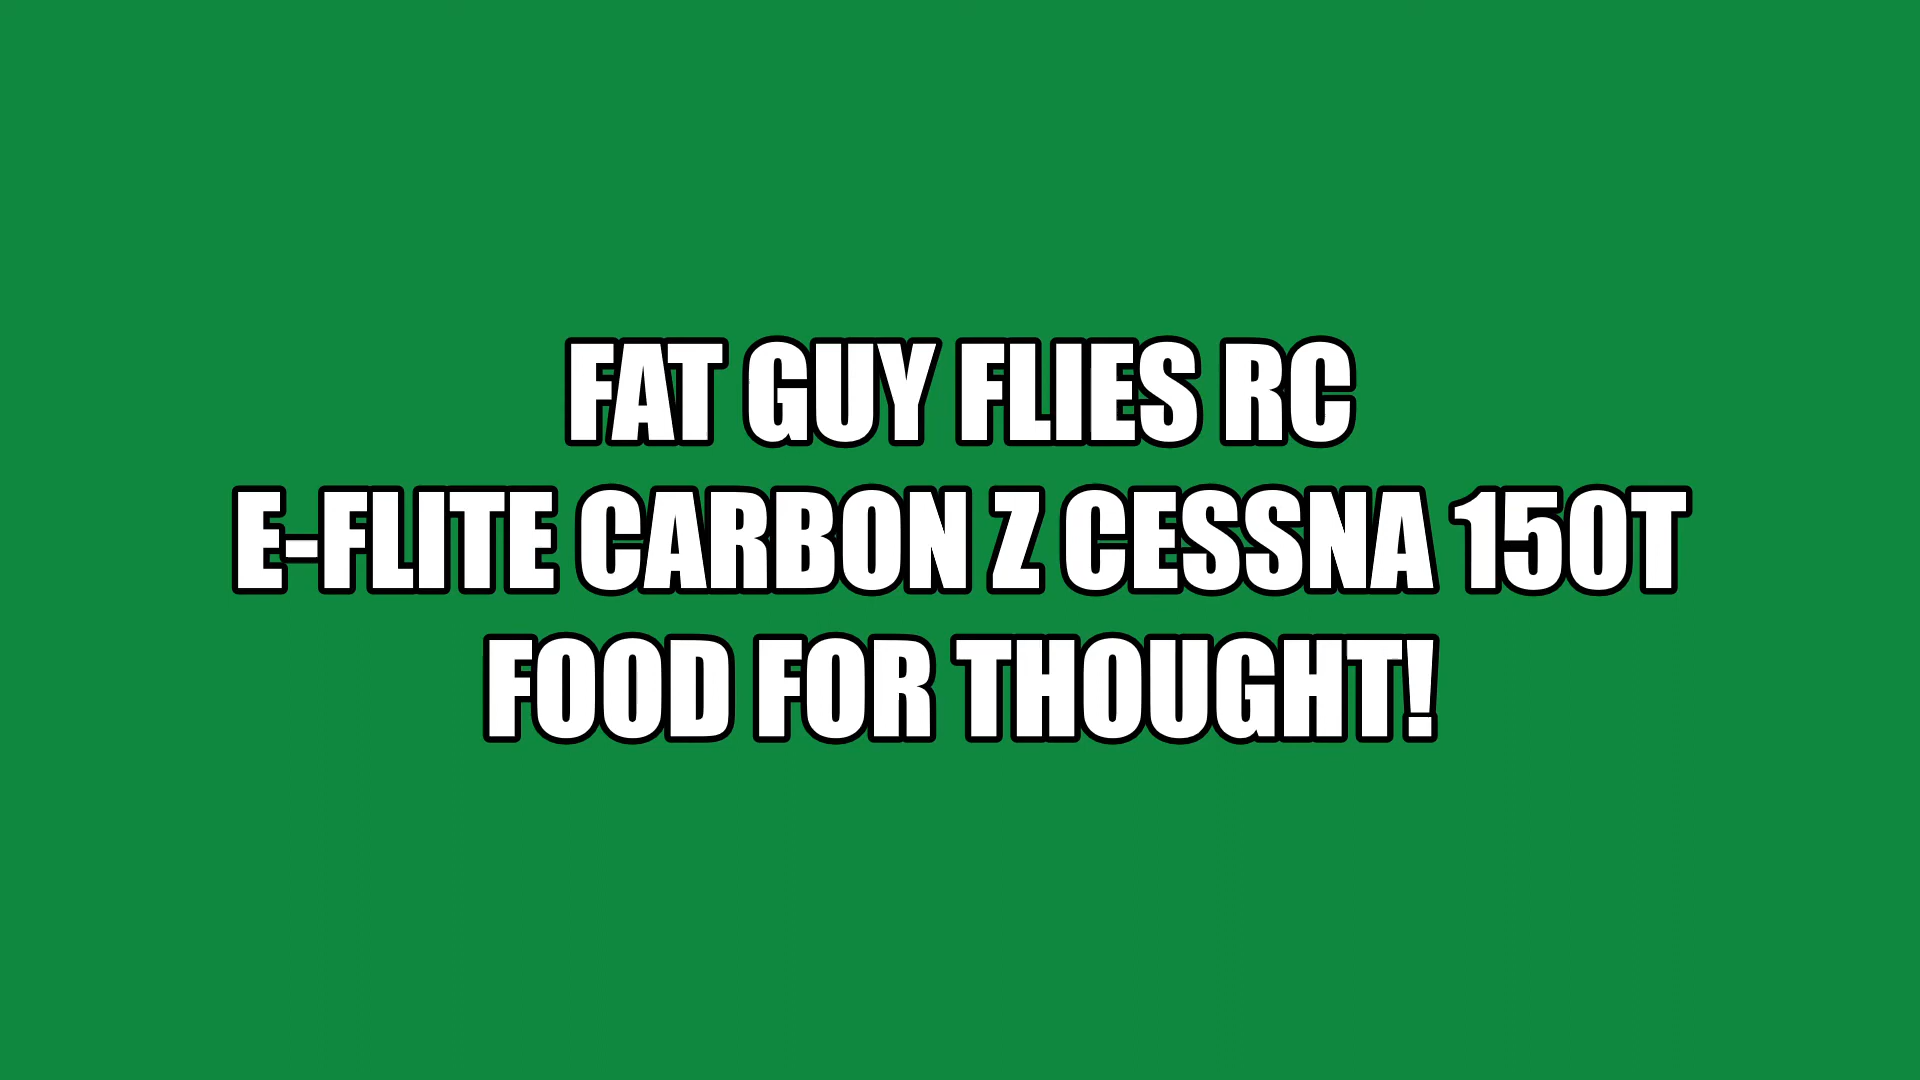 FAT GUY FLIES RC
E-FLITE CARBON Z CESSNA 150T
FOOD FOR THOUGHT!